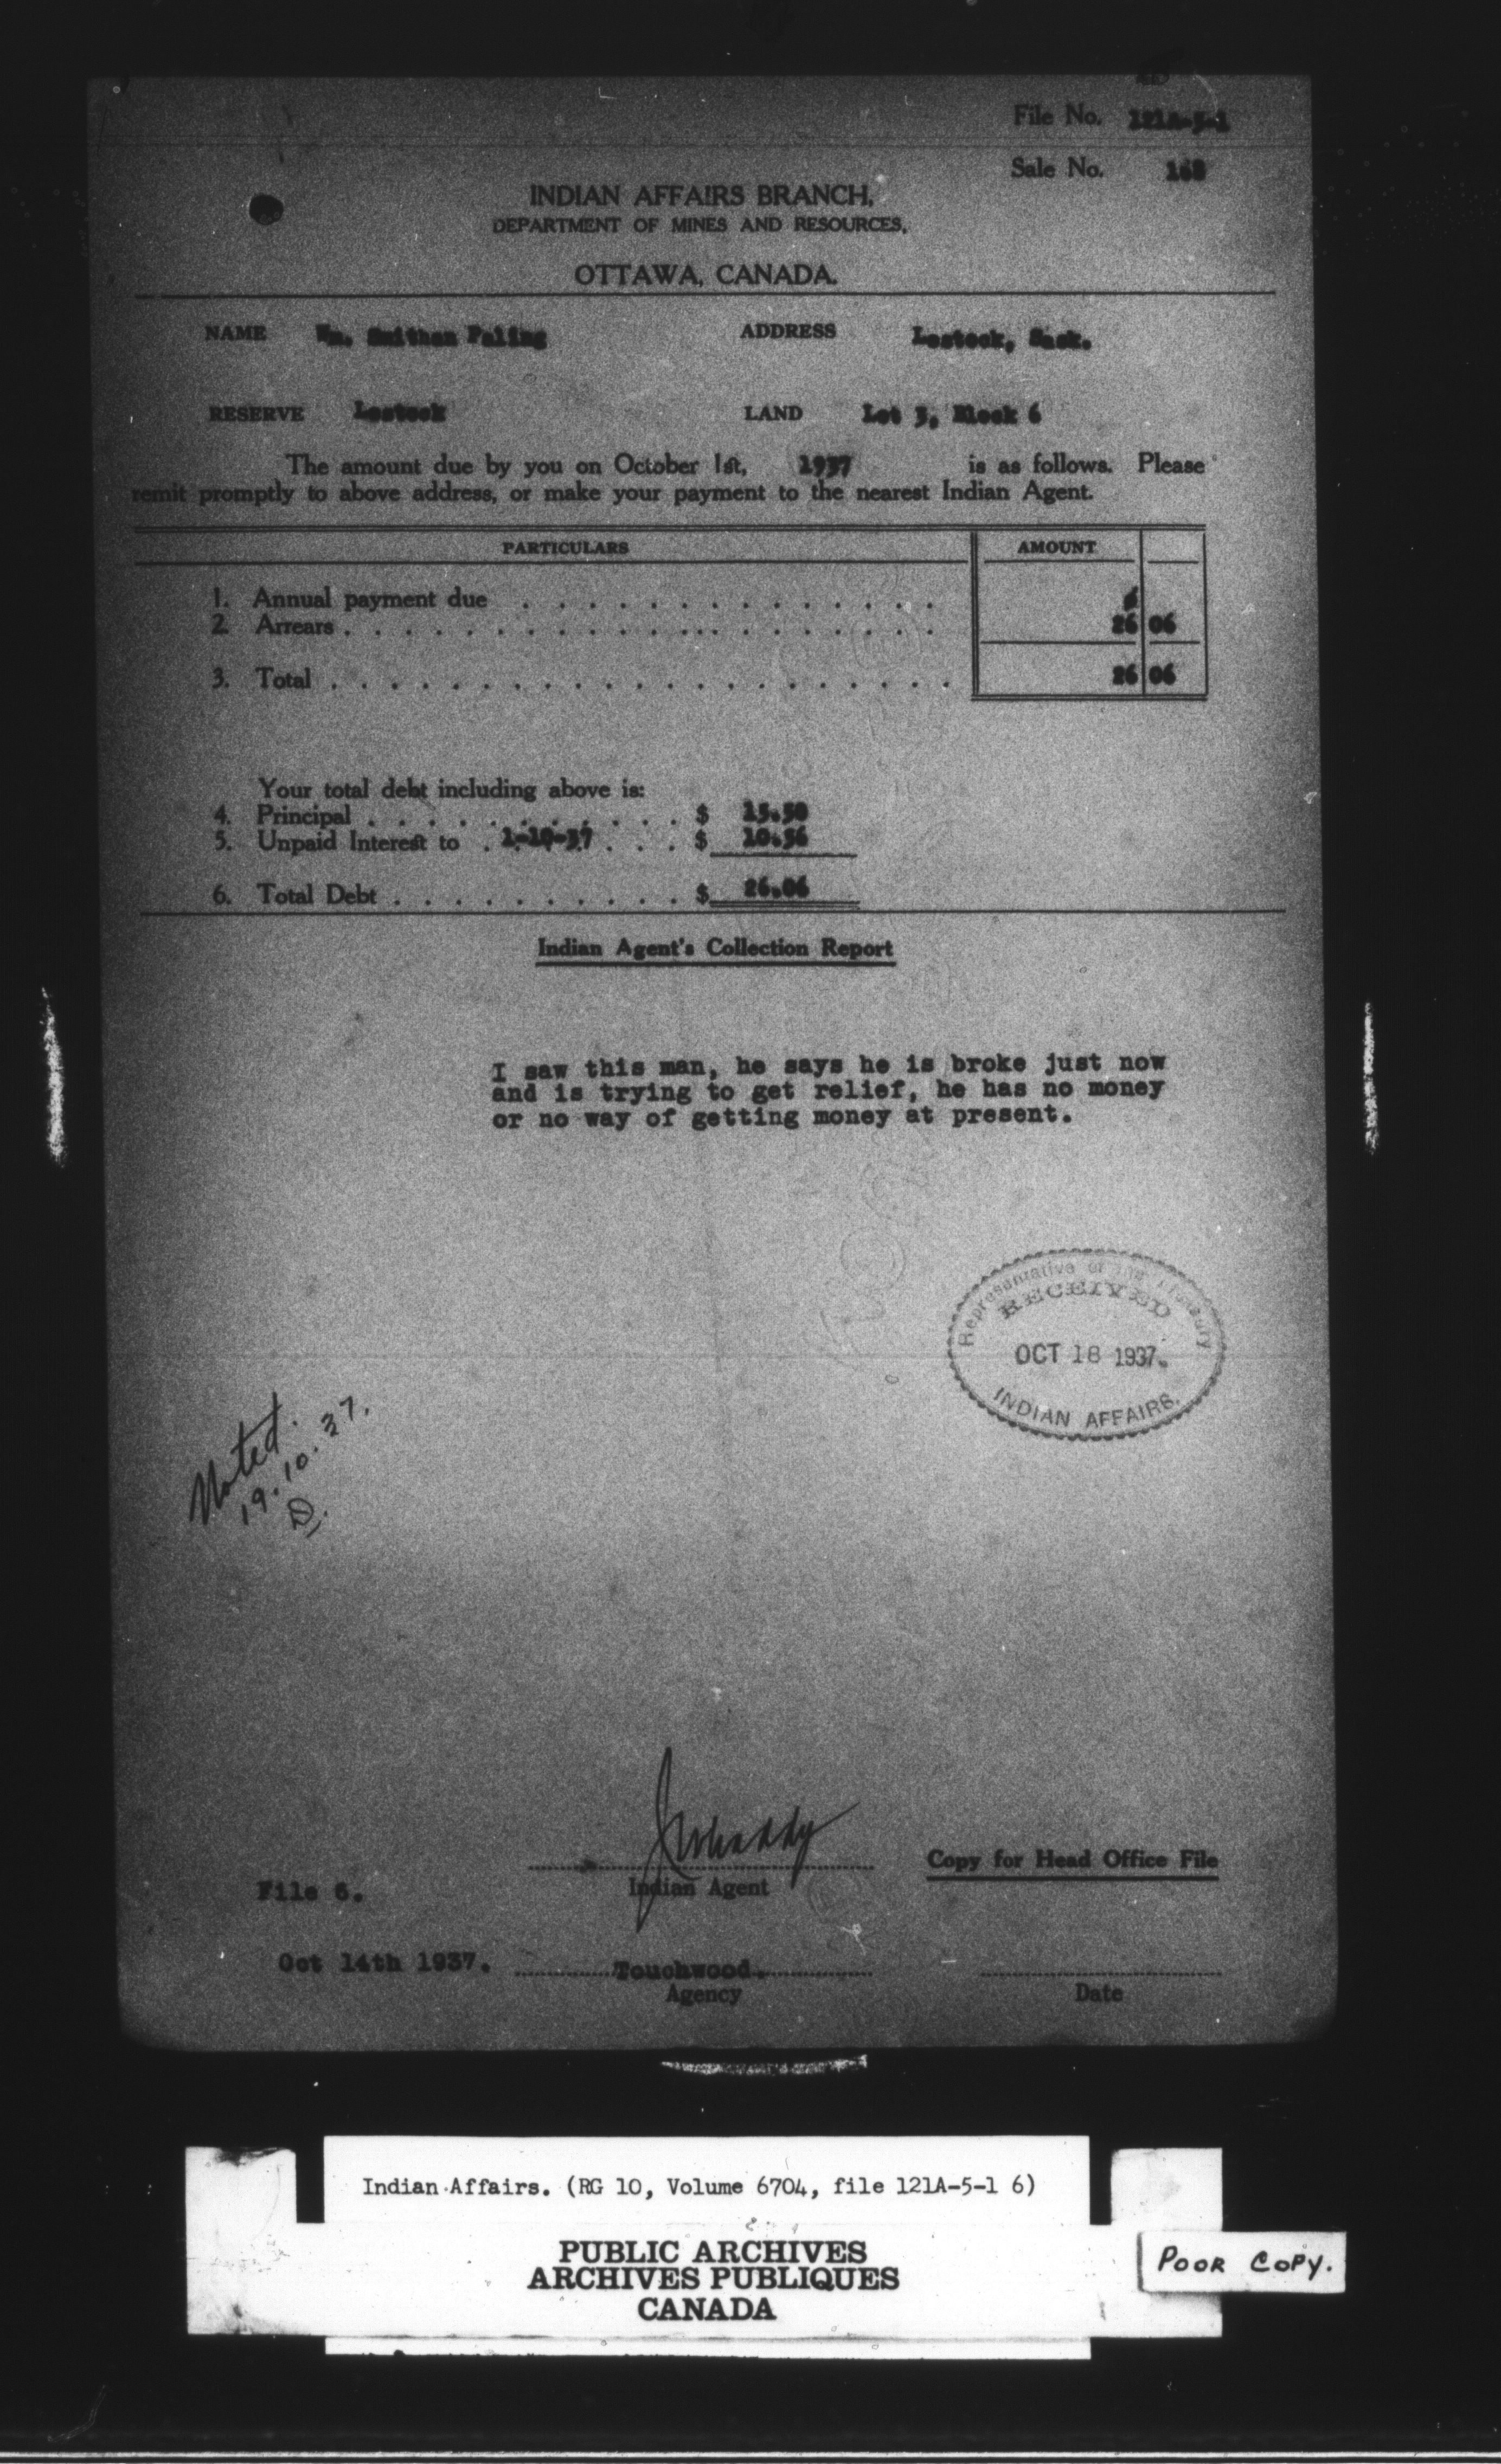 File No. 121A-5-1
Sale No. 168
INDIAN AFFAIRS BRANCH,
DEPARTMENT OF MINES AND RESOURCES,
OTTAWA, CANADA.
NAME Wm. Smithan Paling ADDRESS Lestock, Sask.
RESERVE Lestock LAND Lot 3, Block 6
The amount due by you on October 1st, 1937 is as follows. Please
remit promptly to above address, or make your payment to the nearest Indian Agent.
PARTICULARS AMOUNT
1. Annual payment due . . . . . . . . . . . . . .
2. Arrears . . . . . . . . . . . . . . . . . . . . 26 06
3. Total . . . . . . . . . . . . . . . . . . . . . 26 06
Your total debt including above is:
4. Principal . . . . . . . . . . . $ 15.50
5. Unpaid Interest to . 1-10-37 . . . $ 10.56
6. Total Debt . . . . . . . . . . $ 26.06
Indian Agent's Collection Report
I saw this man, he says he is broke just now
and is trying to get relief, he has no money
or no way of getting money at present.
Representative of the Treasury
RECEIVED
OCT 18 1937
INDIAN AFFAIRS.
Noted.
19.10.37.
D.
Copy for Head Office File
File 6. Indian Agent
Oct 14th 1937. Touchwood.
Agency Date
Indian Affairs. (RG 10, Volume 6704, file 121A-5-1 6)
PUBLIC ARCHIVES
ARCHIVES PUBLIQUES
CANADA
POOR COPY.